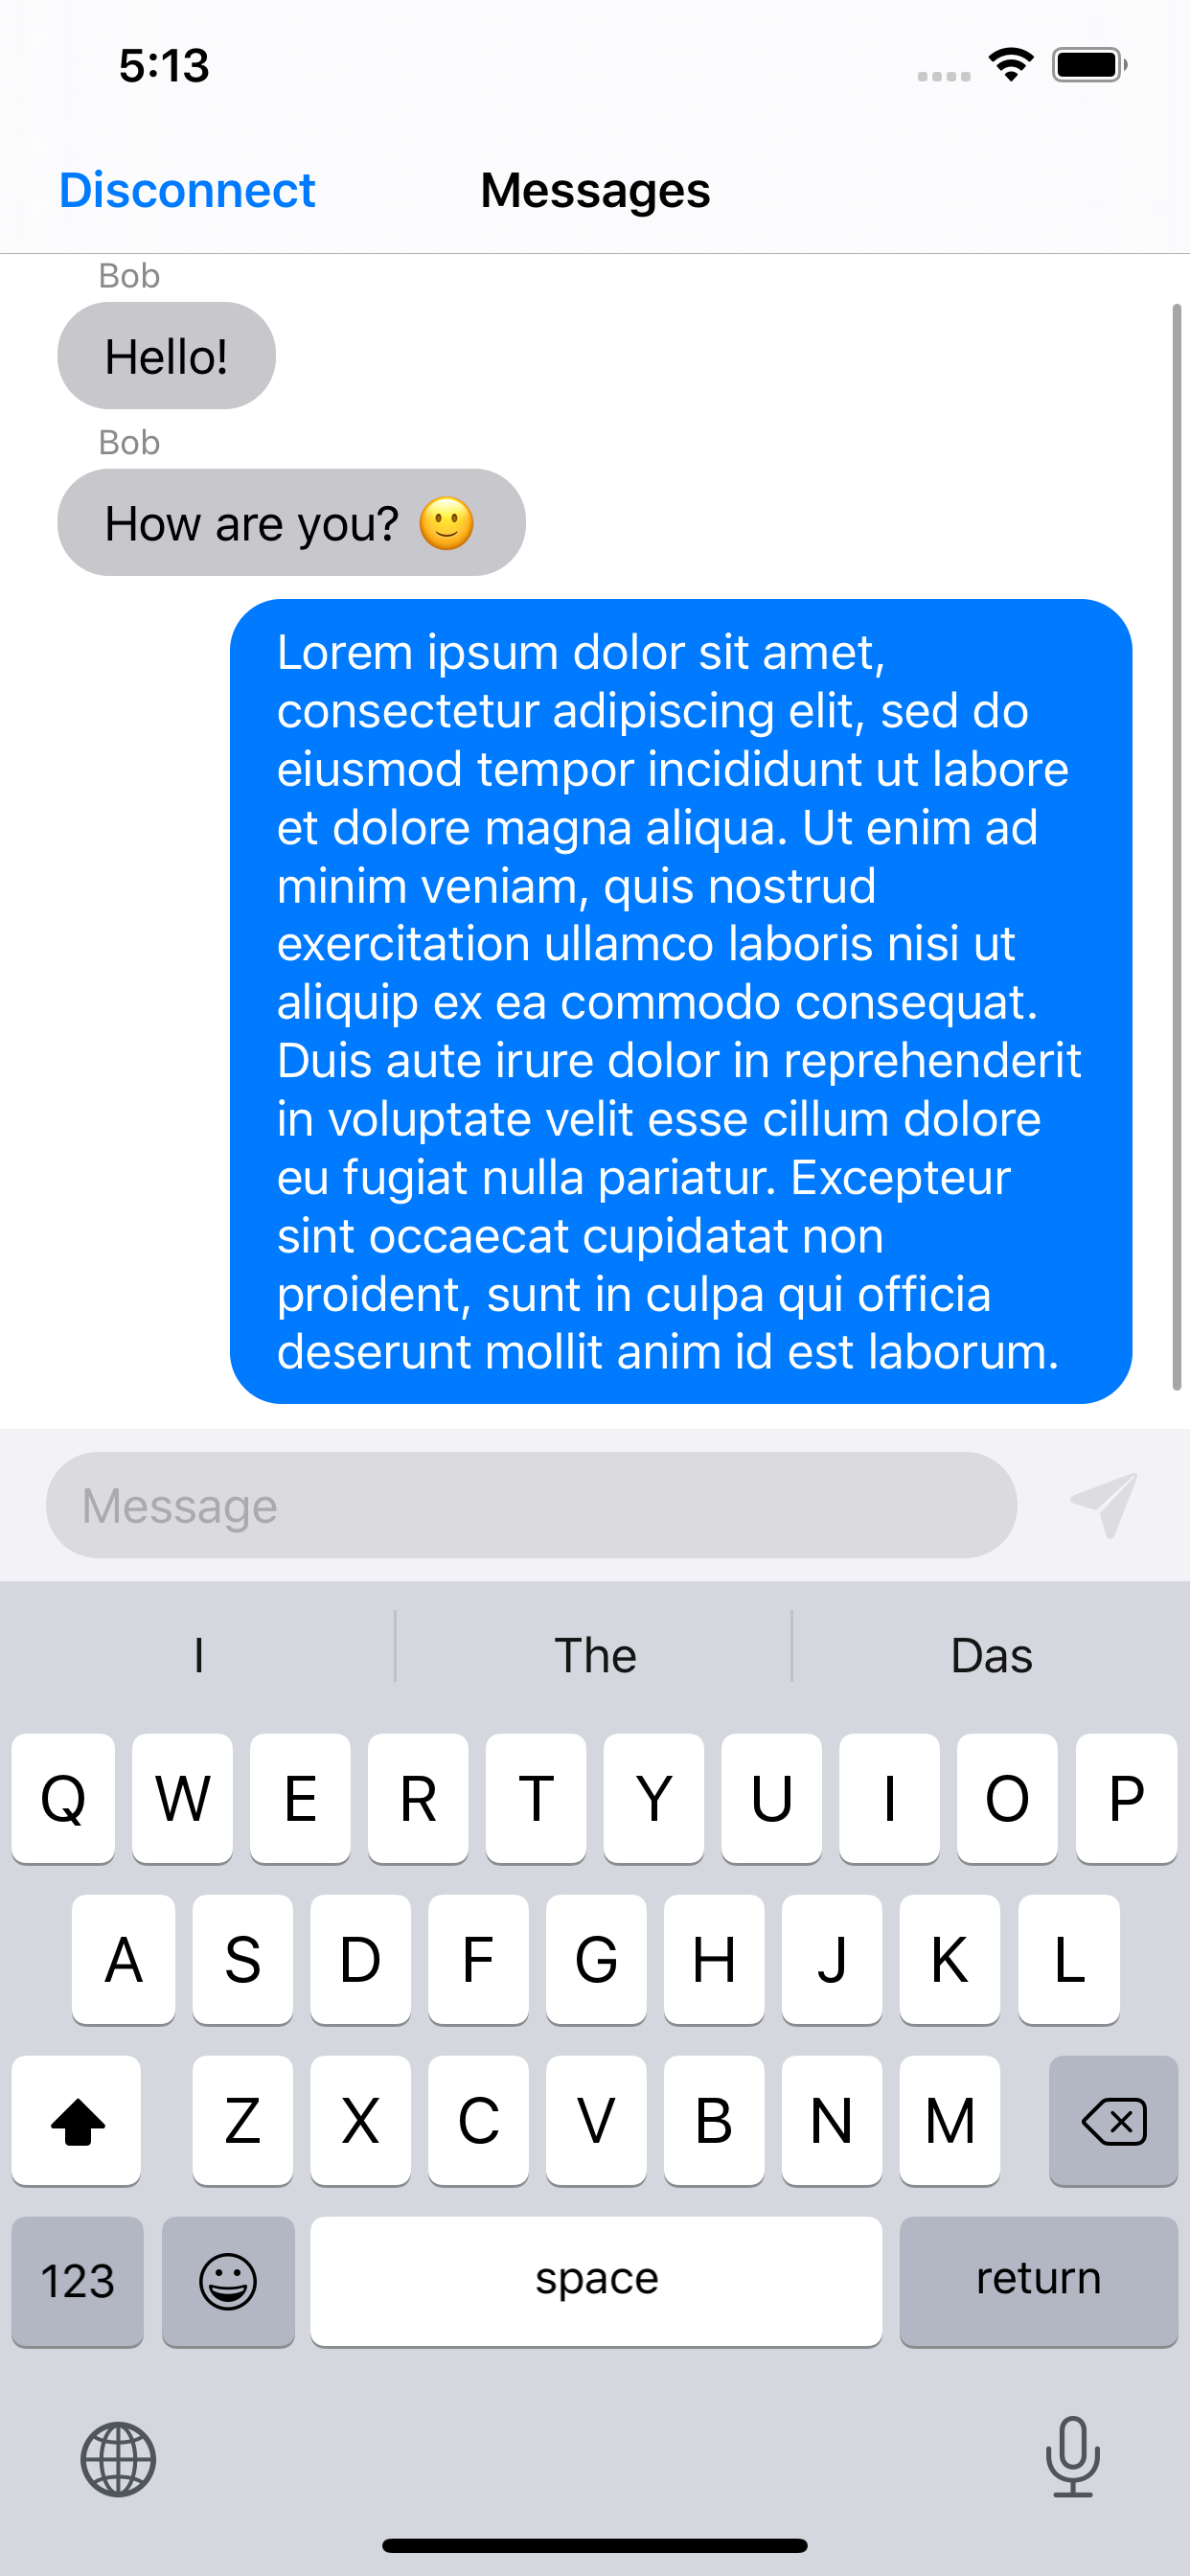 5:13
Disconnect
Messages
Bob
Hello!
Bob
How are you? 🙂
Lorem ipsum dolor sit amet,
consectetur adipiscing elit, sed do
eiusmod tempor incididunt ut labore
et dolore magna aliqua. Ut enim ad
minim veniam, quis nostrud
exercitation ullamco laboris nisi ut
aliquip ex ea commodo consequat.
Duis aute irure dolor in reprehenderit
in voluptate velit esse cillum dolore
eu fugiat nulla pariatur. Excepteur
sint occaecat cupidatat non
proident, sunt in culpa qui officia
deserunt mollit anim id est laborum.
Message
I The Das
Q W E R T Y U I O P
A S D F G H J K L
Z X C V B N M
123 space return